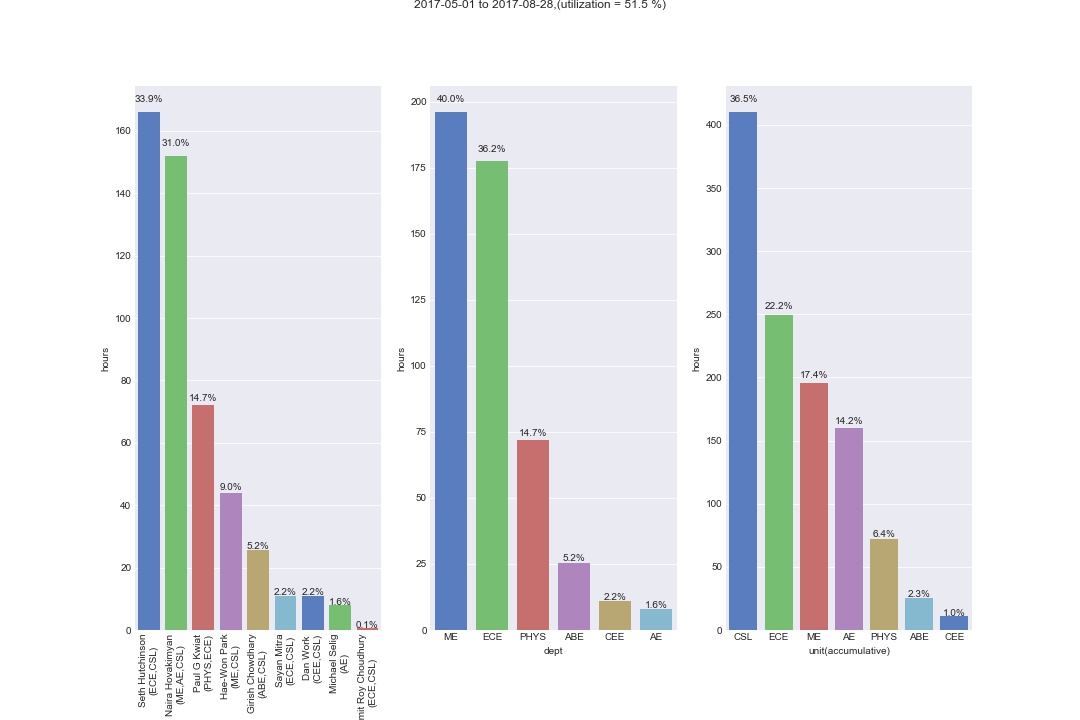 2017-05-01 to 2017-08-28,(utilization = 51.5 %)
hours
160
140
120
100
80
60
40
20
0
33.9%
31.0%
14.7%
9.0%
5.2%
2.2%
2.2%
1.6%
0.1%
Seth Hutchinson
(ECE,CSL)
Naira Hovakimyan
(ME,AE,CSL)
Paul G Kwiat
(PHYS,ECE)
Hae-Won Park
(ME,CSL)
Girish Chowdhary
(ABE,CSL)
Sayan Mitra
(ECE,CSL)
Dan Work
(CEE,CSL)
Michael Selig
(AE)
mit Roy Choudhury
(ECE,CSL)
hours
200
175
150
125
100
75
50
25
0
40.0%
36.2%
14.7%
5.2%
2.2%
1.6%
ME ECE PHYS ABE CEE AE
dept
hours
400
350
300
250
200
150
100
50
0
36.5%
22.2%
17.4%
14.2%
6.4%
2.3%
1.0%
CSL ECE ME AE PHYS ABE CEE
unit(accumulative)